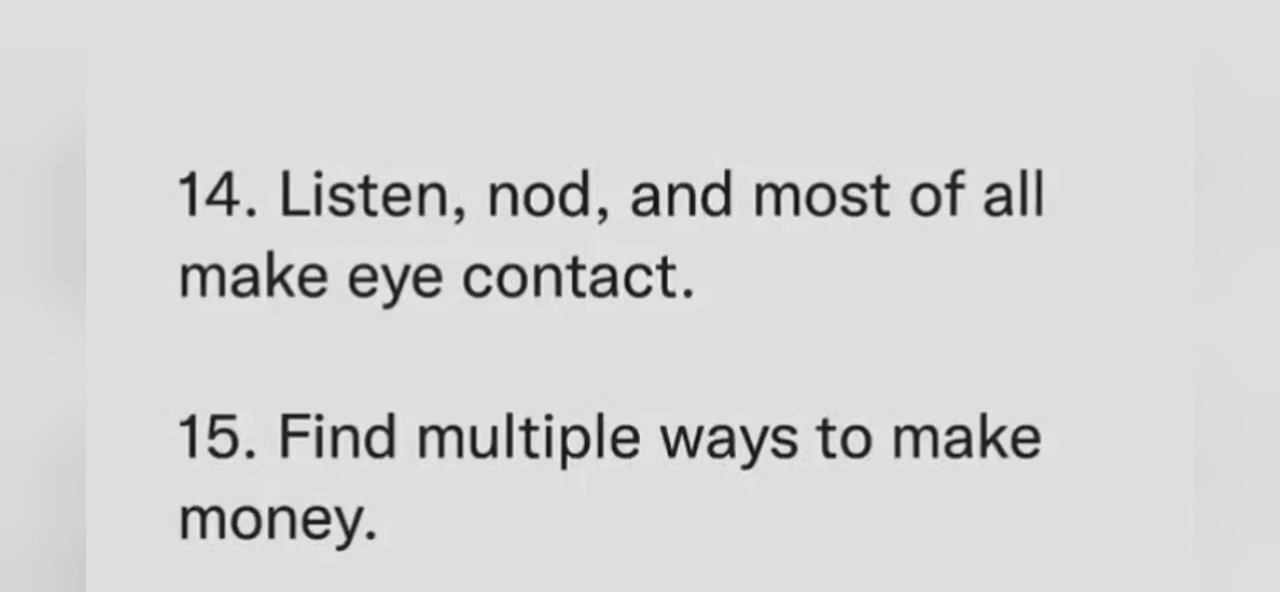 14. Listen, nod, and most of all
make eye contact.
15. Find multiple ways to make
money.